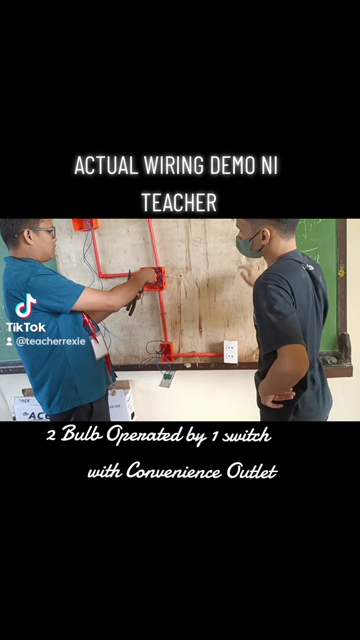 ACTUAL WIRING DEMO NI
TEACHER
TikTok
@teacherrexie
2 Bulb Operated by 1 switch
with Convenience Outlet